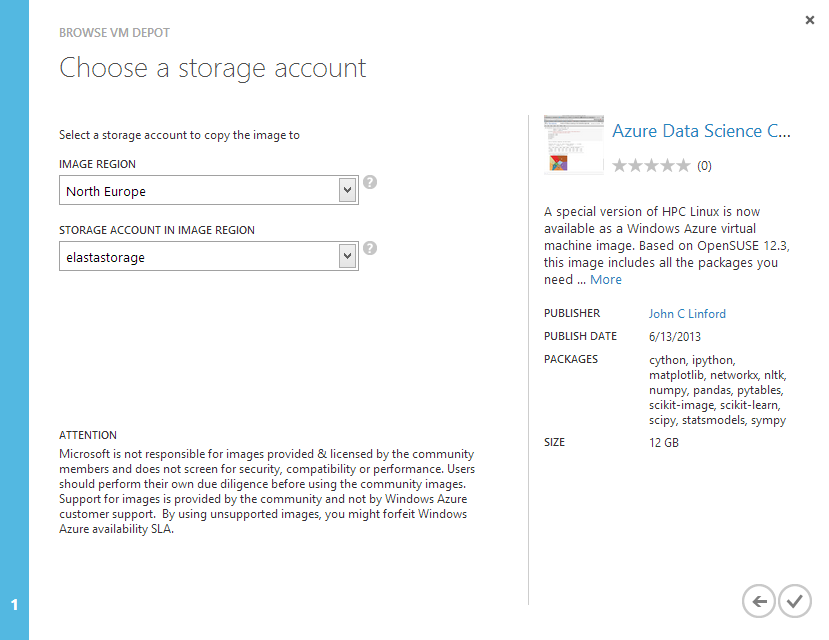 BROWSE VM DEPOT
Choose a storage account
Select a storage account to copy the image to
IMAGE REGION
North Europe
?
STORAGE ACCOUNT IN IMAGE REGION
elastastorage
?
ATTENTION
Microsoft is not responsible for images provided & licensed by the community
members and does not screen for security, compatibility or performance. Users
should perform their own due diligence before using the community images.
Support for images is provided by the community and not by Windows Azure
customer support.  By using unsupported images, you might forfeit Windows
Azure availability SLA.
1
Azure Data Science C...
(0)
A special version of HPC Linux is now
available as a Windows Azure virtual
machine image. Based on OpenSUSE 12.3,
this image includes all the packages you
need ... More
PUBLISHER John C Linford
PUBLISH DATE 6/13/2013
PACKAGES cython, ipython,
matplotlib, networkx, nltk,
numpy, pandas, pytables,
scikit-image, scikit-learn,
scipy, statsmodels, sympy
SIZE 12 GB